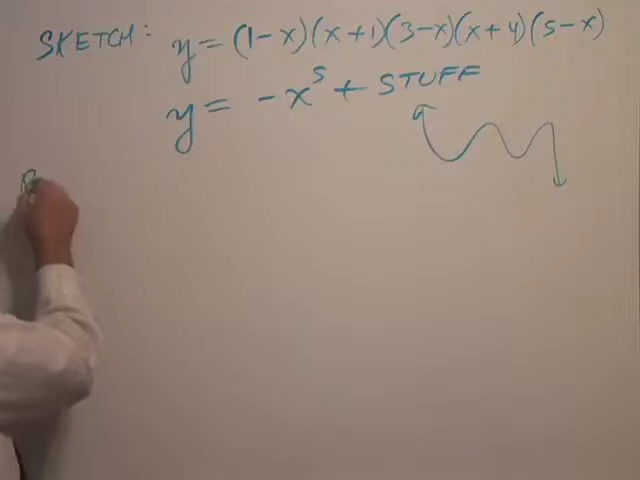 SKETCH: y = (1-x)(x+1)(3-x)(x+4)(5-x)
y = -x⁵ + STUFF